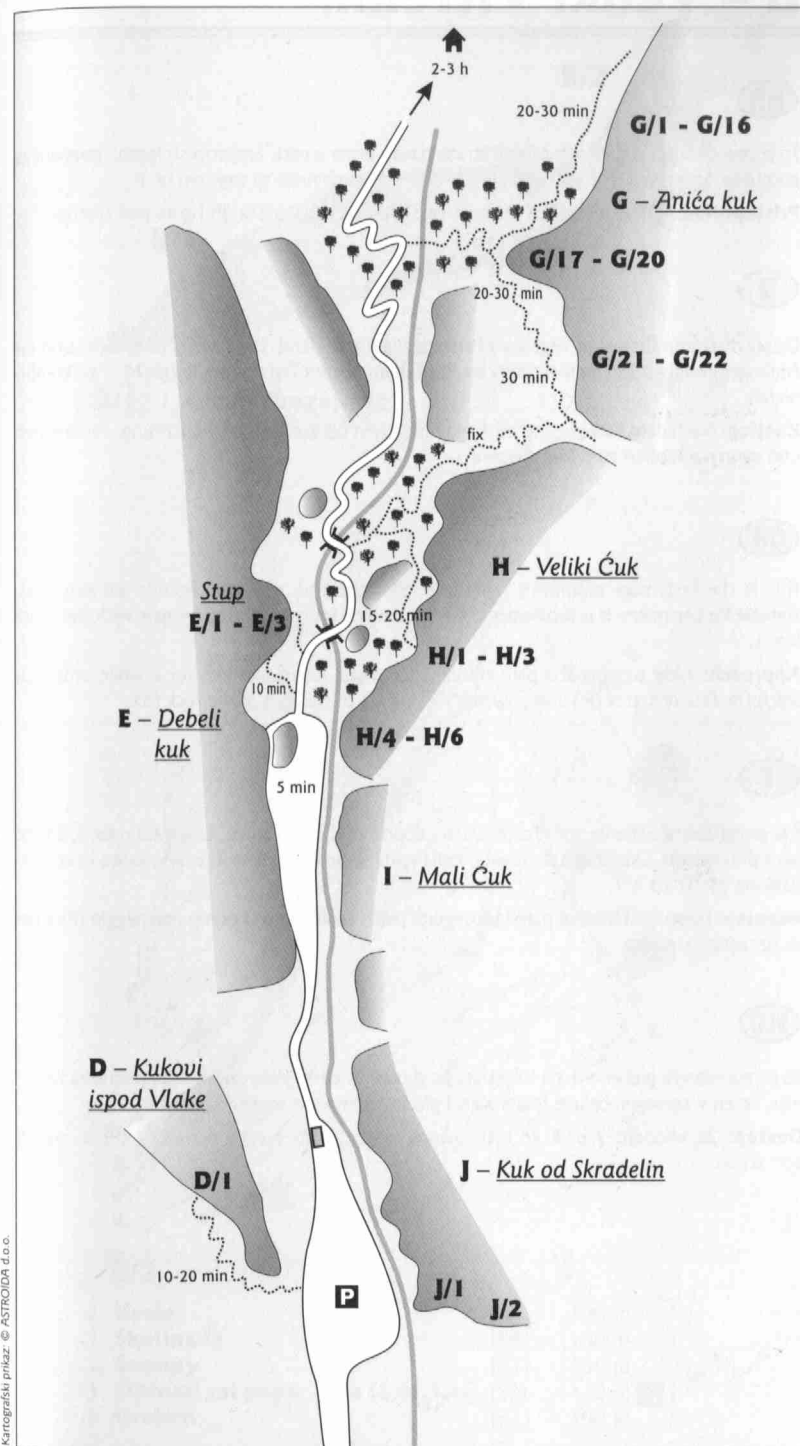 2-3 h
20-30 min
G/1 - G/16
G – Anića kuk
G/17 - G/20
20-30 min
G/21 - G/22
30 min
fix
H – Veliki Ćuk
Stup
E/1 - E/3
15-20 min
H/1 - H/3
10 min
E – Debeli
kuk
H/4 - H/6
5 min
I – Mali Ćuk
D – Kukovi
ispod Vlake
D/1
J – Kuk od Skradelin
10-20 min
P
J/1
J/2
Kartografski prikaz: © ASTROIDA d.o.o.